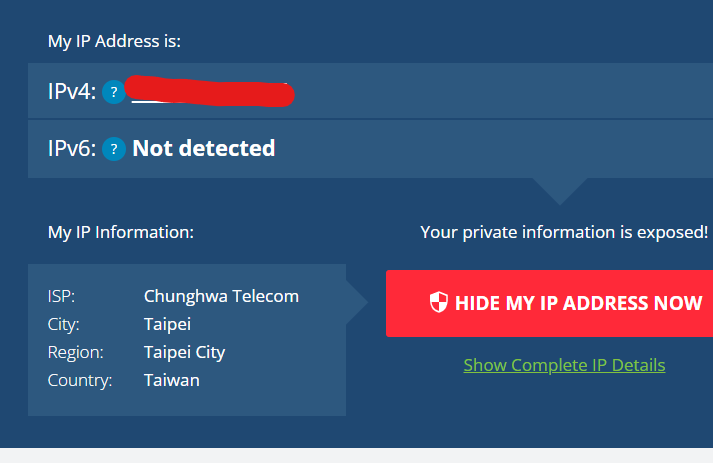 My IP Address is:
IPv4: ?
IPv6: ? Not detected
My IP Information:
Your private information is exposed!
ISP: Chunghwa Telecom
City: Taipei
Region: Taipei City
Country: Taiwan
HIDE MY IP ADDRESS NOW
Show Complete IP Details